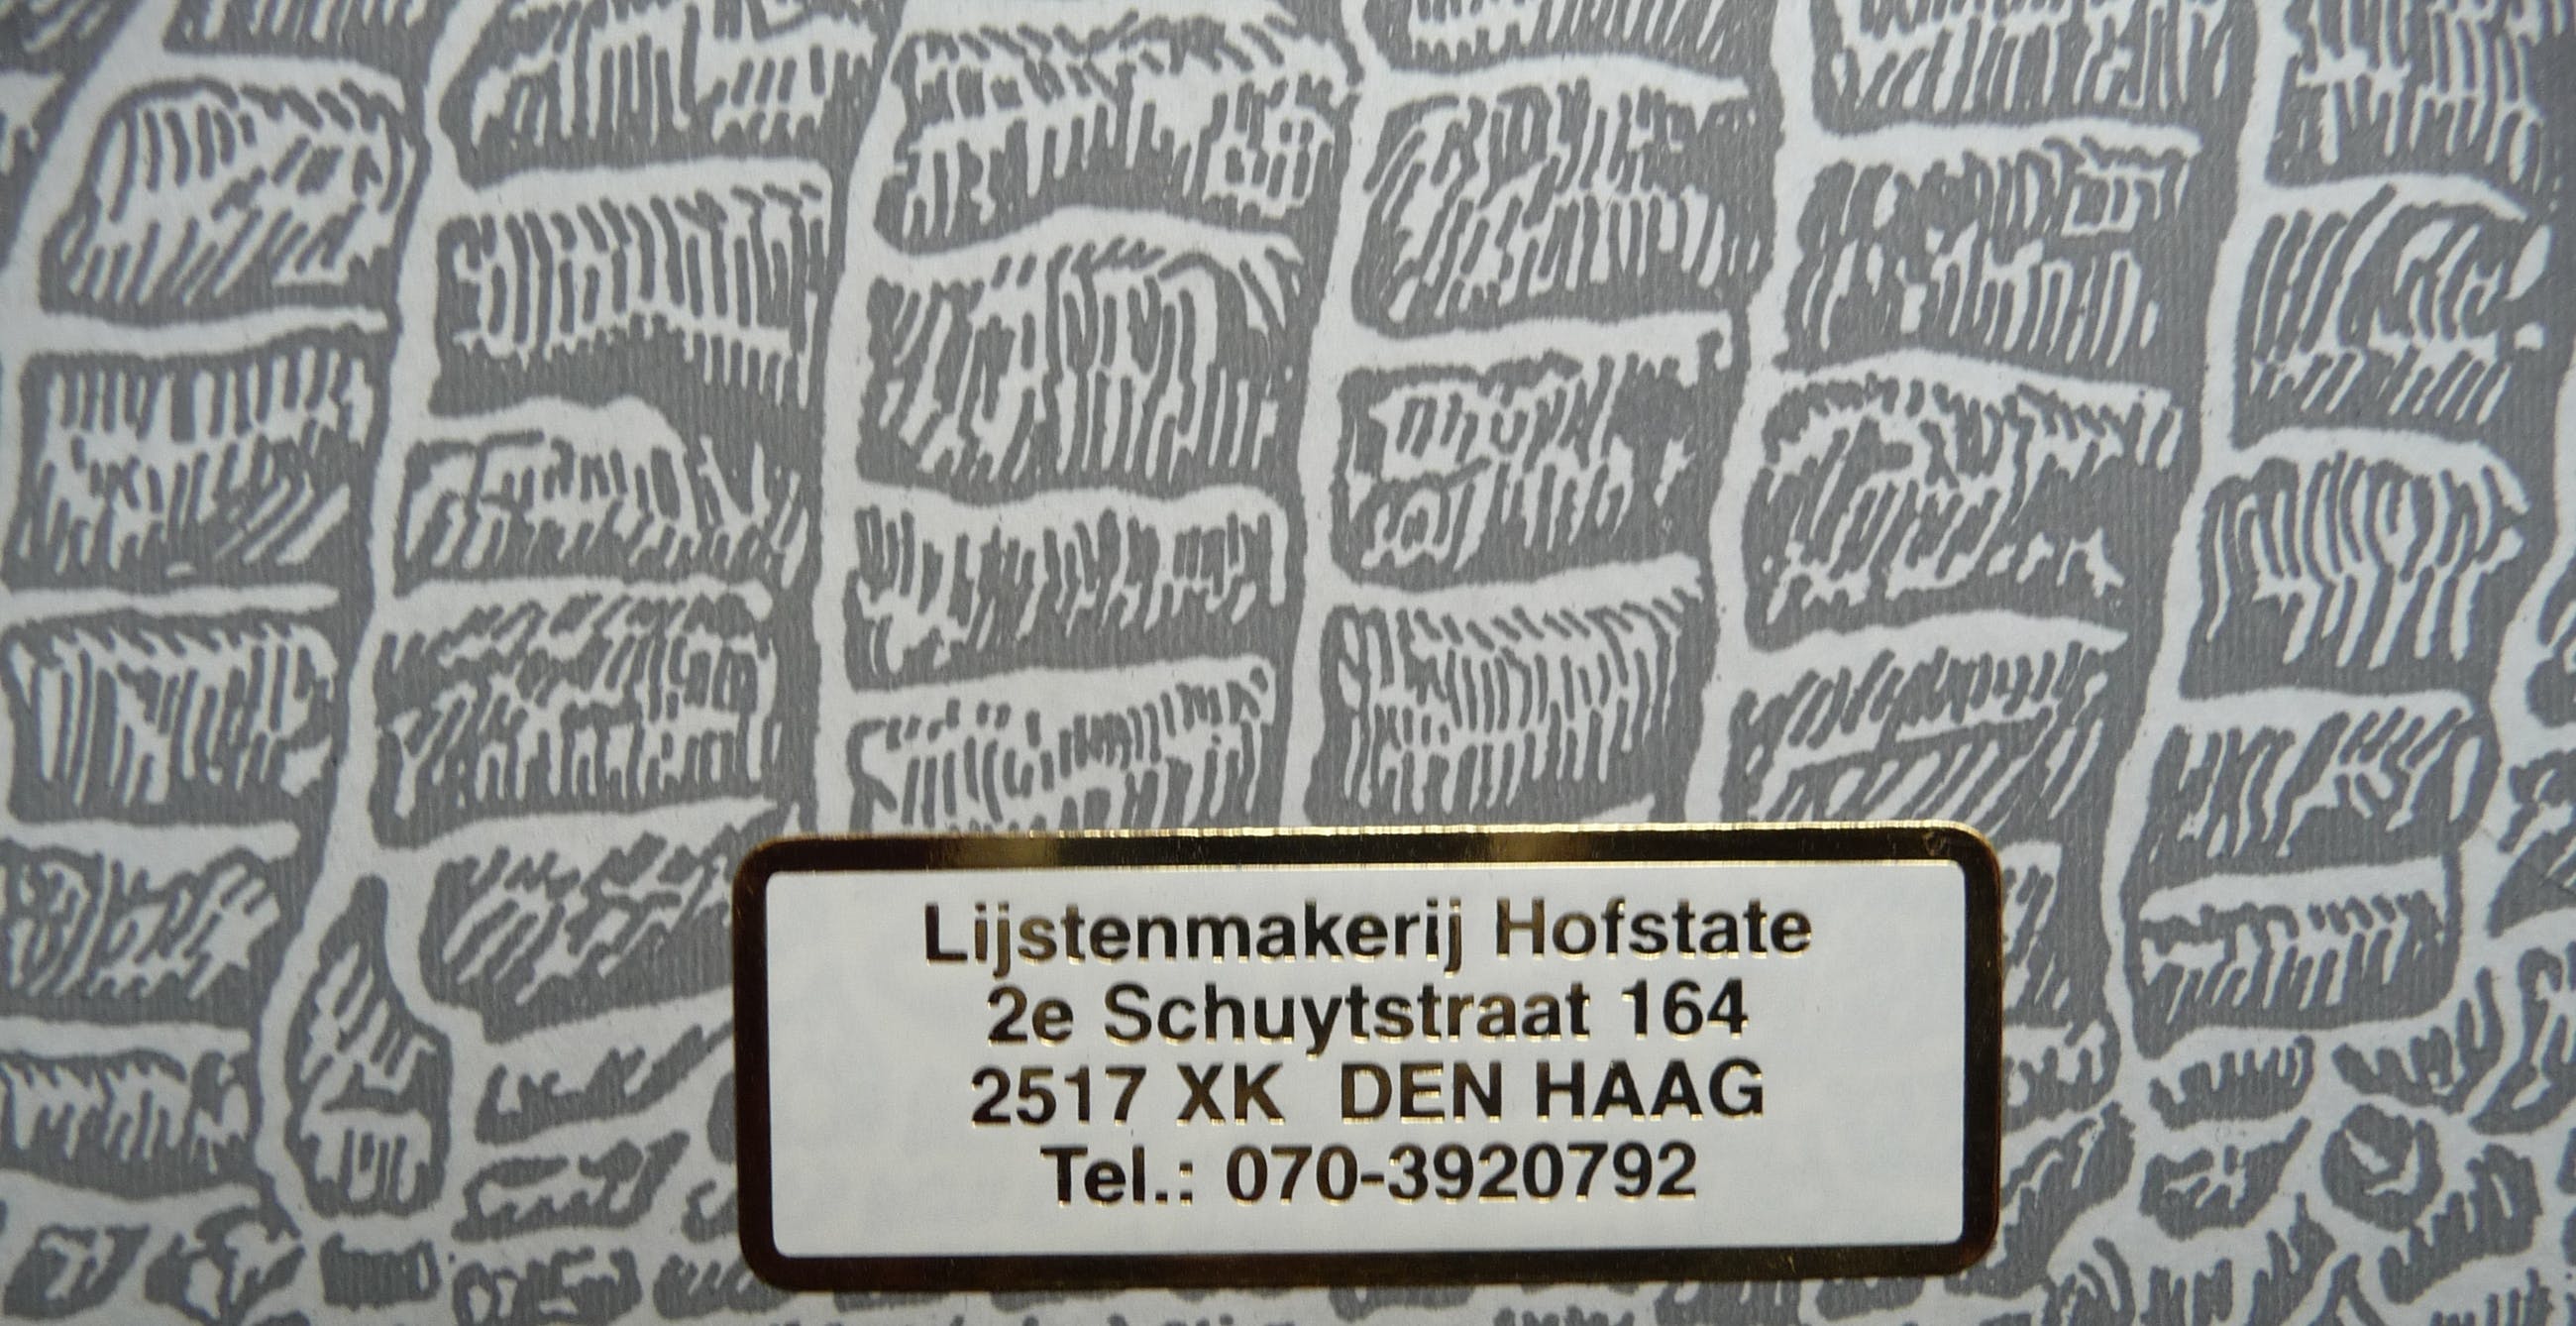 Lijstenmakerij Hofstate
2e Schuytstraat 164
2517 XK  DEN HAAG
Tel.: 070-3920792